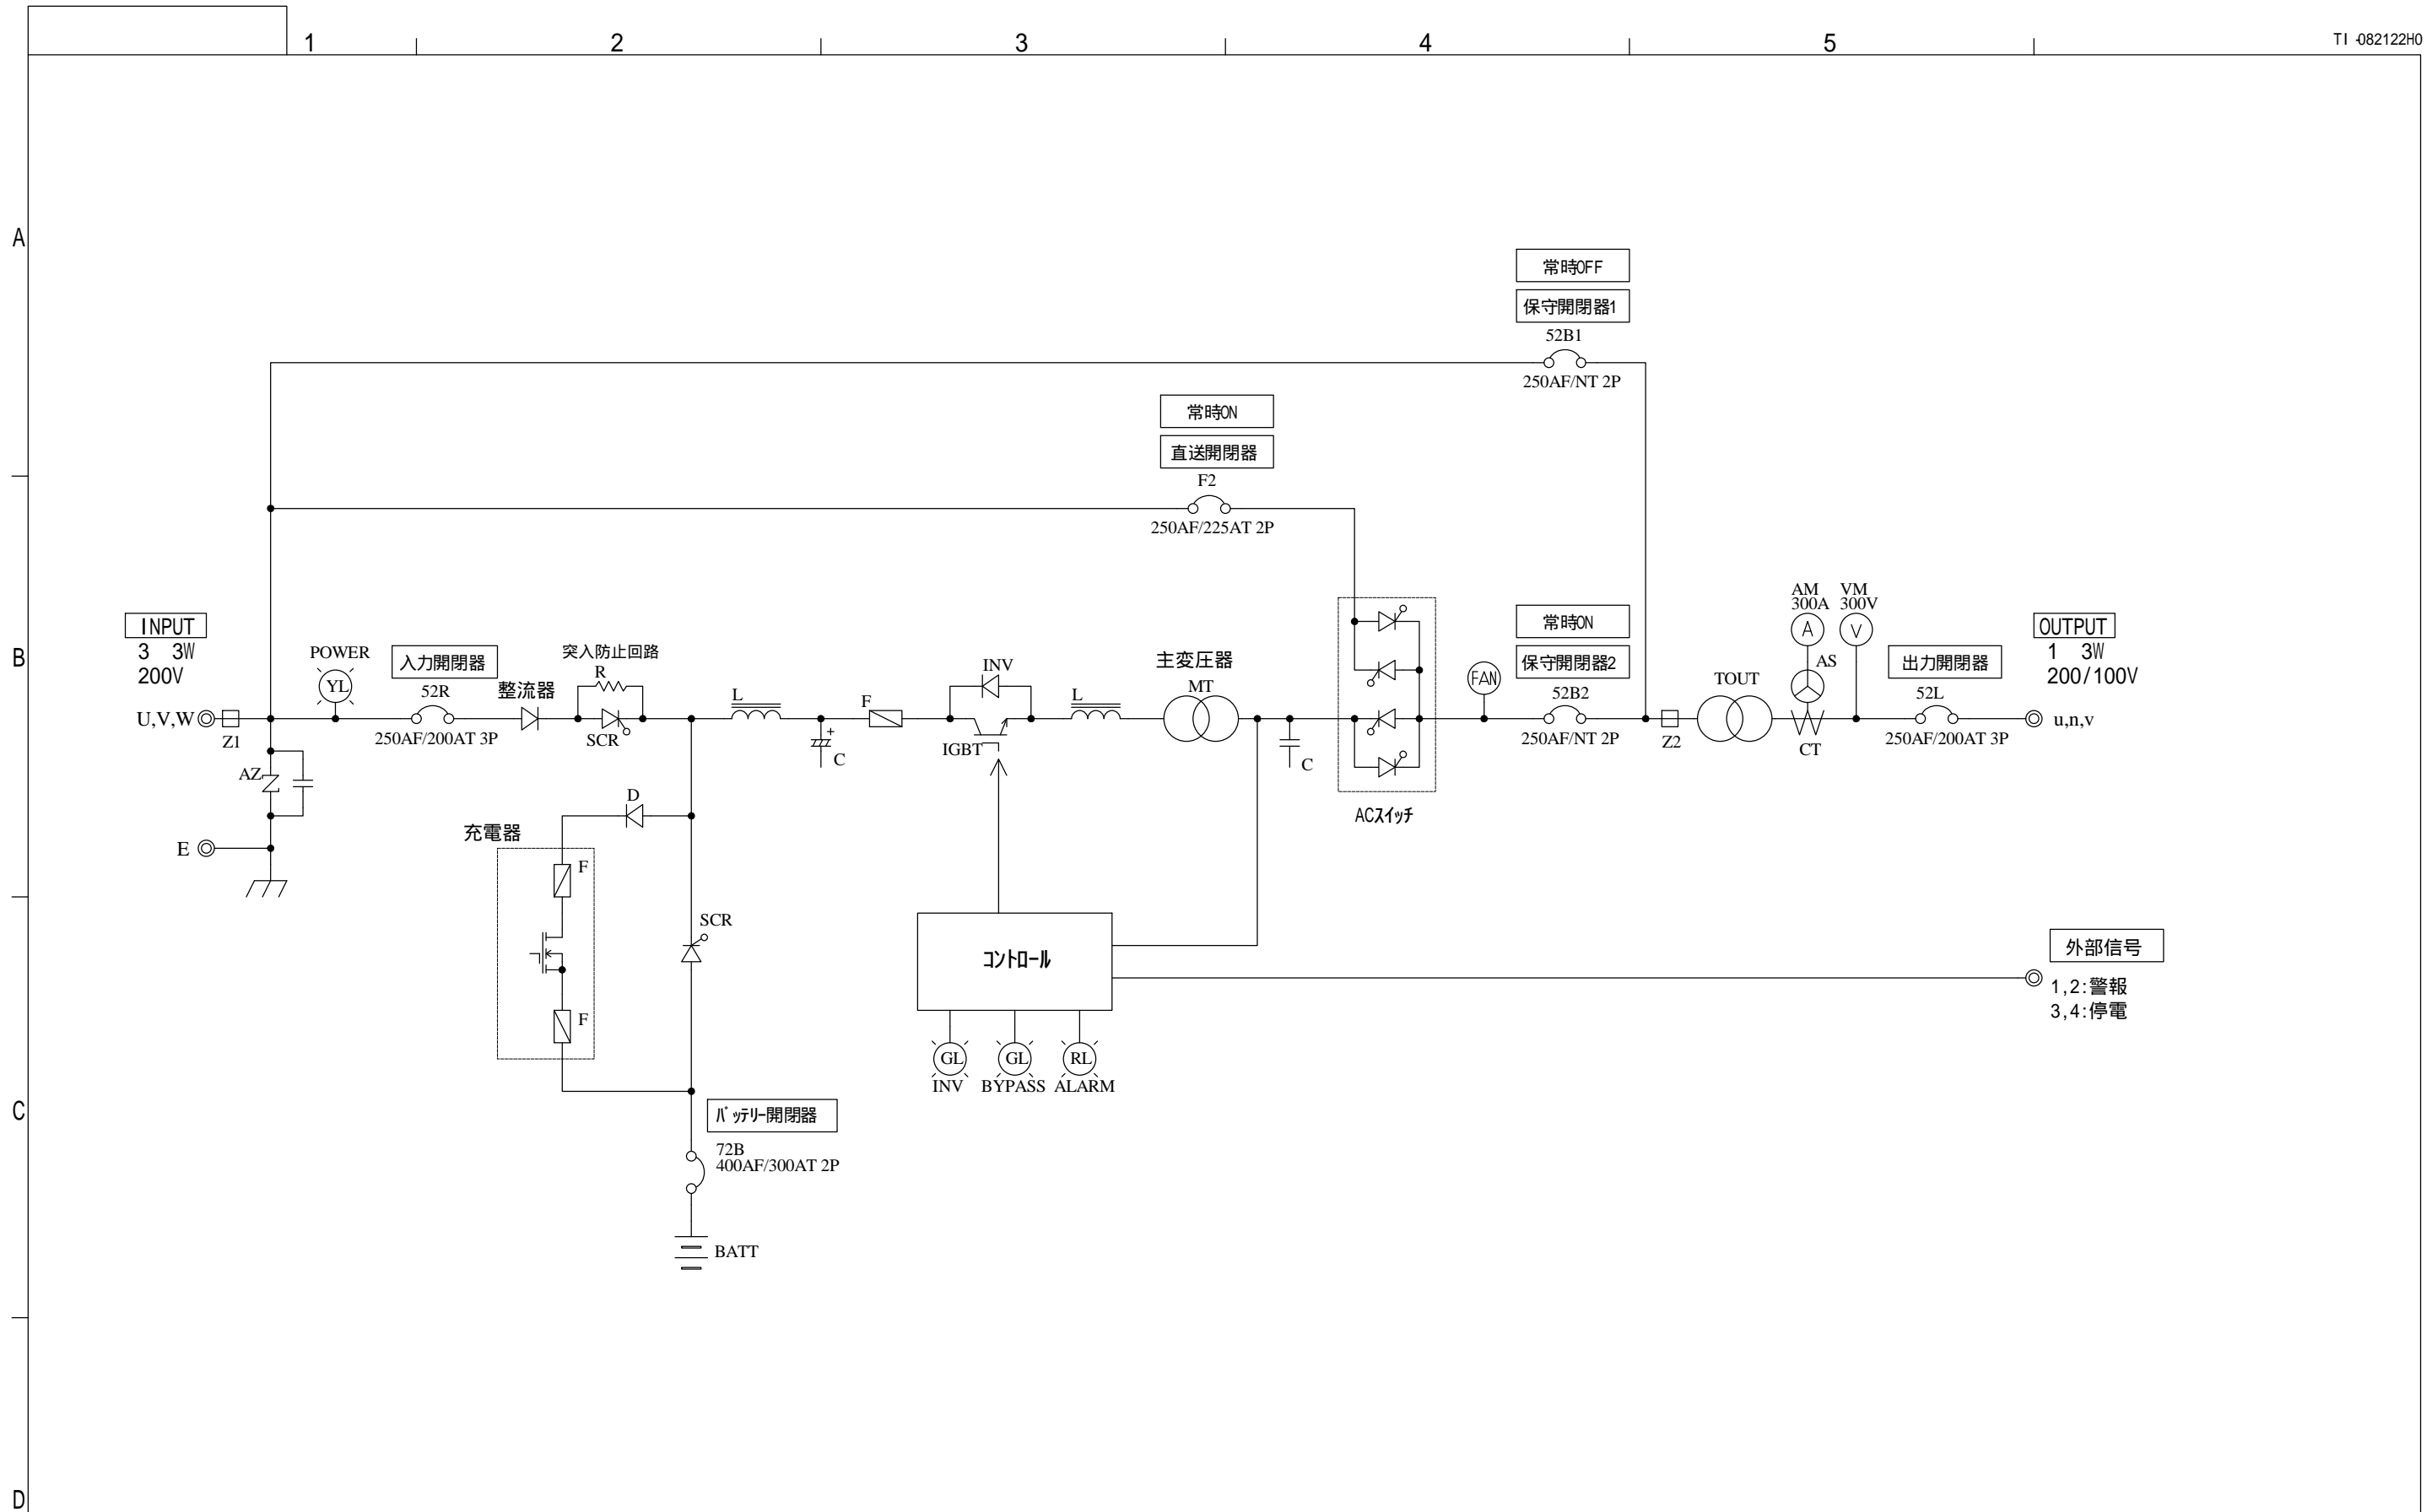 1
2
3
4
5
TI-082122H0
A
常時OFF
保守開閉器1
52B1
250AF/NT 2P
常時ON
直送開閉器
F2
250AF/225AT 2P
B
INPUT
3 3W
200V
U,V,W
Z1
AZ
E
POWER
YL
入力開閉器
52R
250AF/200AT 3P
整流器
突入防止回路
R
SCR
L
C
F
INV
IGBT
L
主変圧器
MT
C
ACスイッチ
FAN
常時ON
保守開閉器2
52B2
250AF/NT 2P
Z2
TOUT
AM
300A
A
VM
300V
V
AS
CT
出力開閉器
52L
250AF/200AT 3P
OUTPUT
1 3W
200/100V
u,n,v
D
充電器
F
F
SCR
コントロール
GL
INV
GL
BYPASS
RL
ALARM
外部信号
1,2:警報
3,4:停電
C
バッテリー開閉器
72B
400AF/300AT 2P
BATT
D